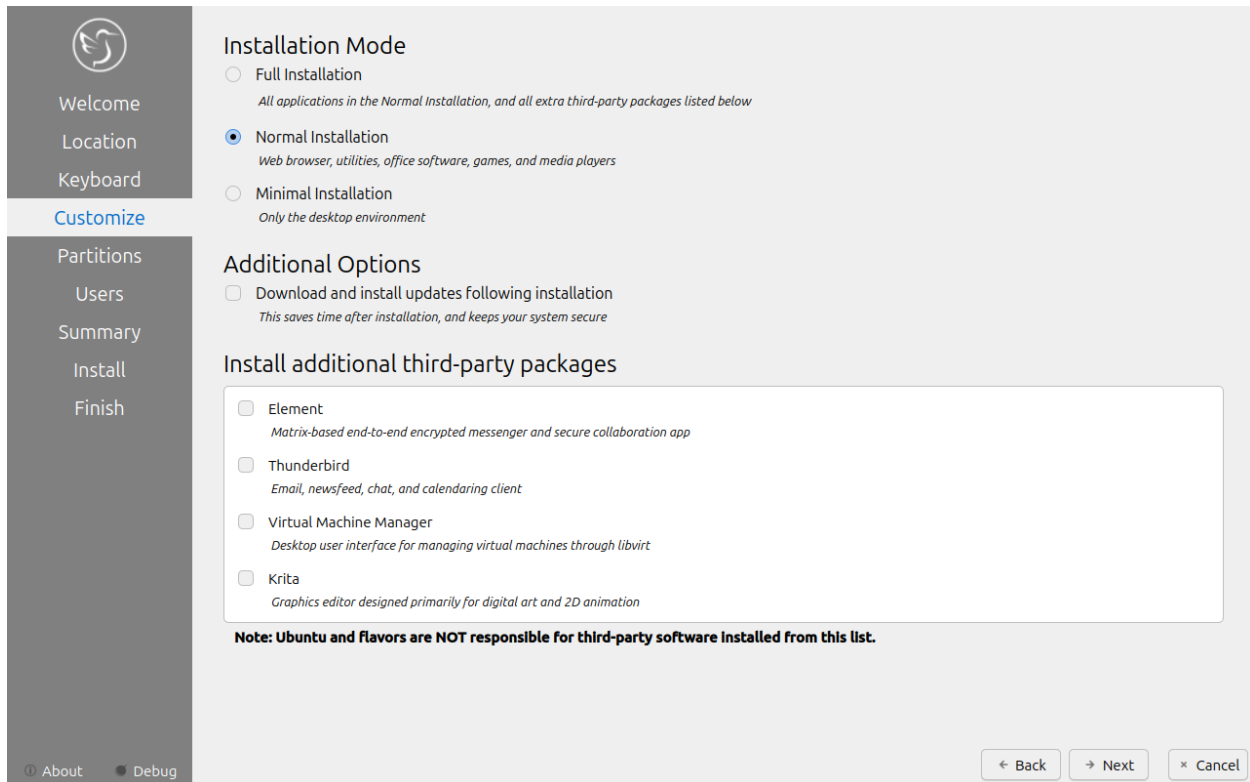 Welcome
Location
Keyboard
Customize
Partitions
Users
Summary
Install
Finish
About
Debug
Installation Mode
Full Installation
All applications in the Normal Installation, and all extra third-party packages listed below
Normal Installation
Web browser, utilities, office software, games, and media players
Minimal Installation
Only the desktop environment
Additional Options
Download and install updates following installation
This saves time after installation, and keeps your system secure
Install additional third-party packages
Element
Matrix-based end-to-end encrypted messenger and secure collaboration app
Thunderbird
Email, newsfeed, chat, and calendaring client
Virtual Machine Manager
Desktop user interface for managing virtual machines through libvirt
Krita
Graphics editor designed primarily for digital art and 2D animation
Note: Ubuntu and flavors are NOT responsible for third-party software installed from this list.
Back
Next
Cancel